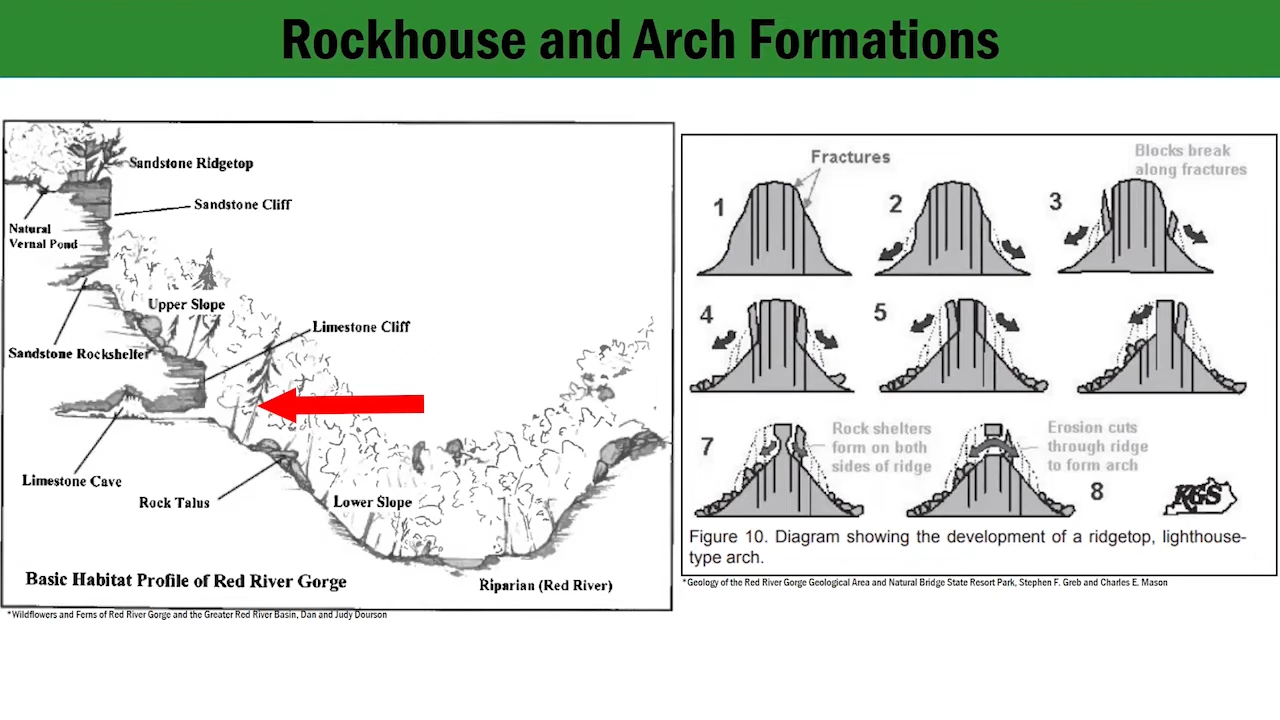 Rockhouse and Arch Formations
Sandstone Ridgetop
Sandstone Cliff
Natural
Vernal Pond
Upper Slope
Limestone Cliff
Sandstone Rockshelter
Limestone Cave
Rock Talus
Lower Slope
Basic Habitat Profile of Red River Gorge
Riparian (Red River)
*Wildflowers and Ferns of Red River Gorge and the Greater Red River Basin, Dan and Judy Dourson
Fractures
Blocks break
along fractures
1
2
3
4
5
7
Rock shelters
form on both
sides of ridge
Erosion cuts
through ridge
to form arch
8
KGS
Figure 10. Diagram showing the development of a ridgetop, lighthouse-
type arch.
*Geology of the Red River Gorge Geological Area and Natural Bridge State Resort Park, Stephen F. Greb and Charles E. Mason